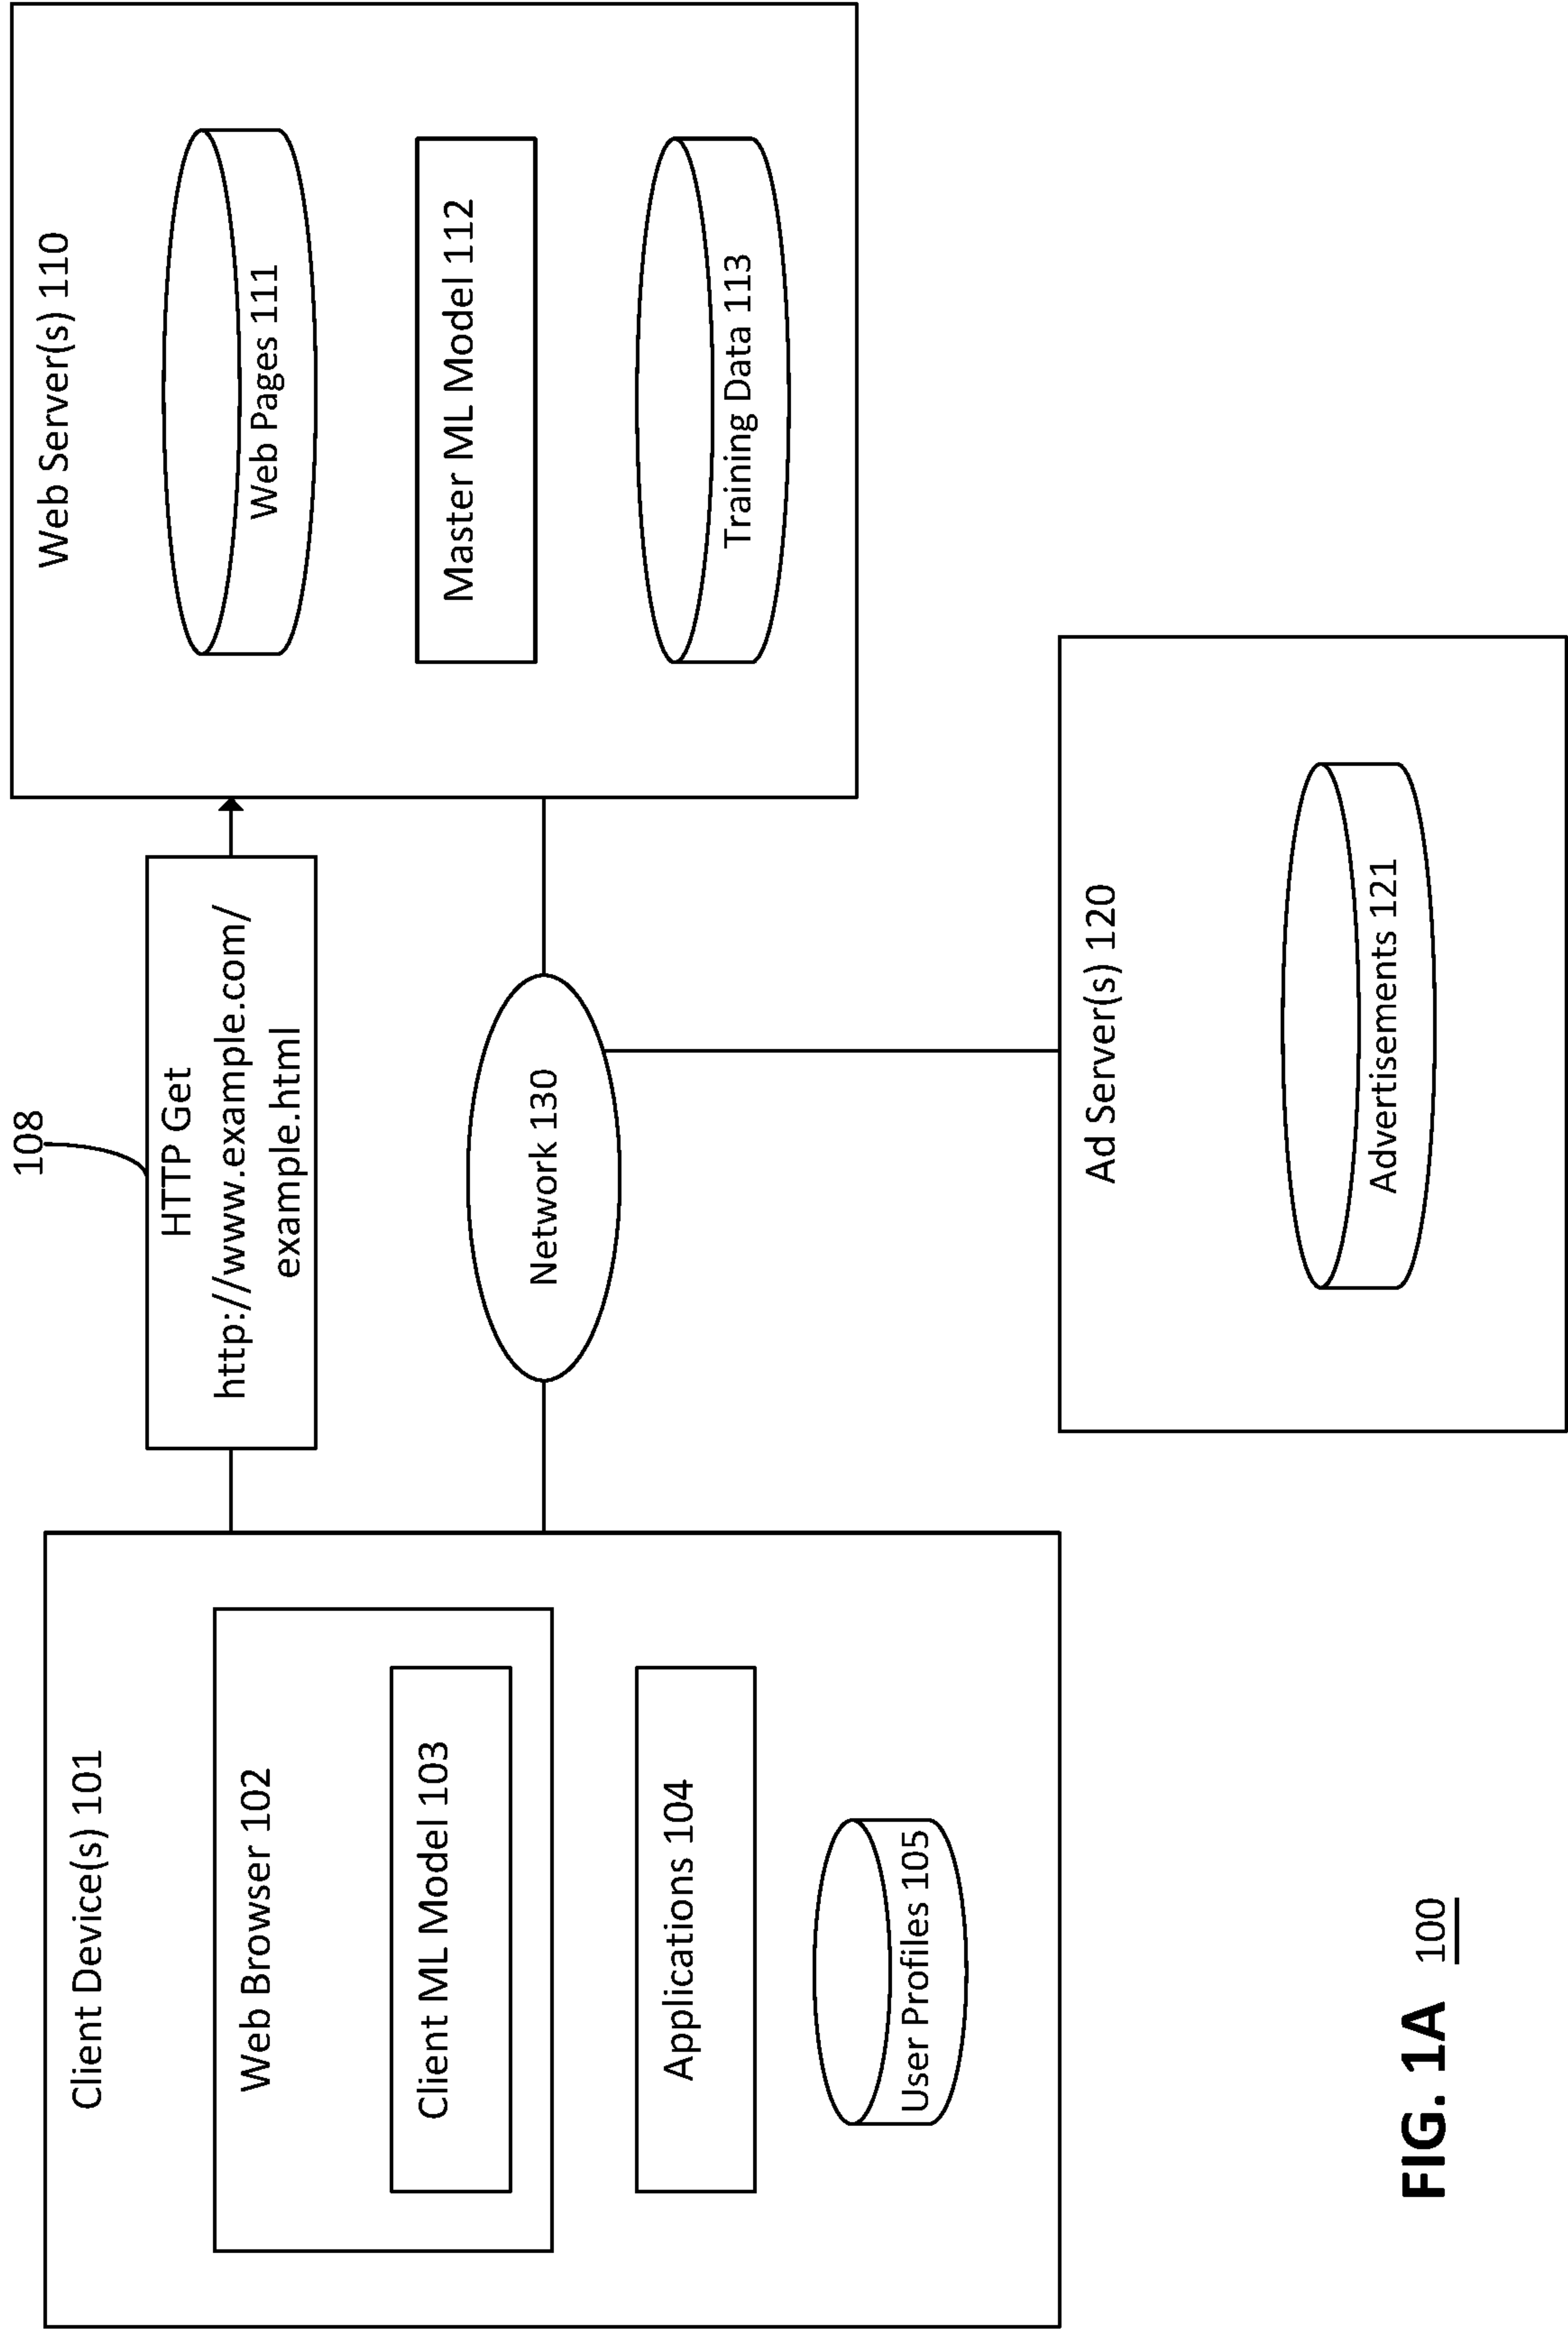 Client Device(s) 101
Web Browser 102
Client ML Model 103
Applications 104
User Profiles 105
108
HTTP Get
http://www.example.com/
example.html
Network 130
Web Server(s) 110
Web Pages 111
Master ML Model 112
Training Data 113
Ad Server(s) 120
Advertisements 121
FIG. 1A 100